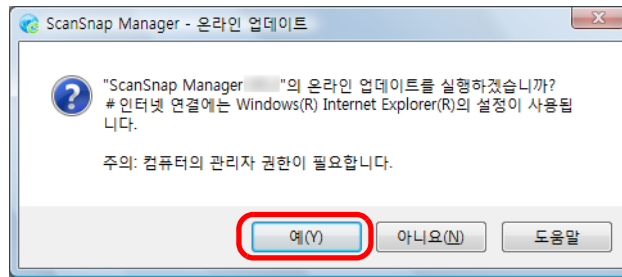 ScanSnap Manager - 온라인 업데이트
"ScanSnap Manager "의 온라인 업데이트를 실행하겠습니까?
# 인터넷 연결에는 Windows(R) Internet Explorer(R)의 설정이 사용됩
니다.
주의: 컴퓨터의 관리자 권한이 필요합니다.
예(Y) 아니요(N) 도움말